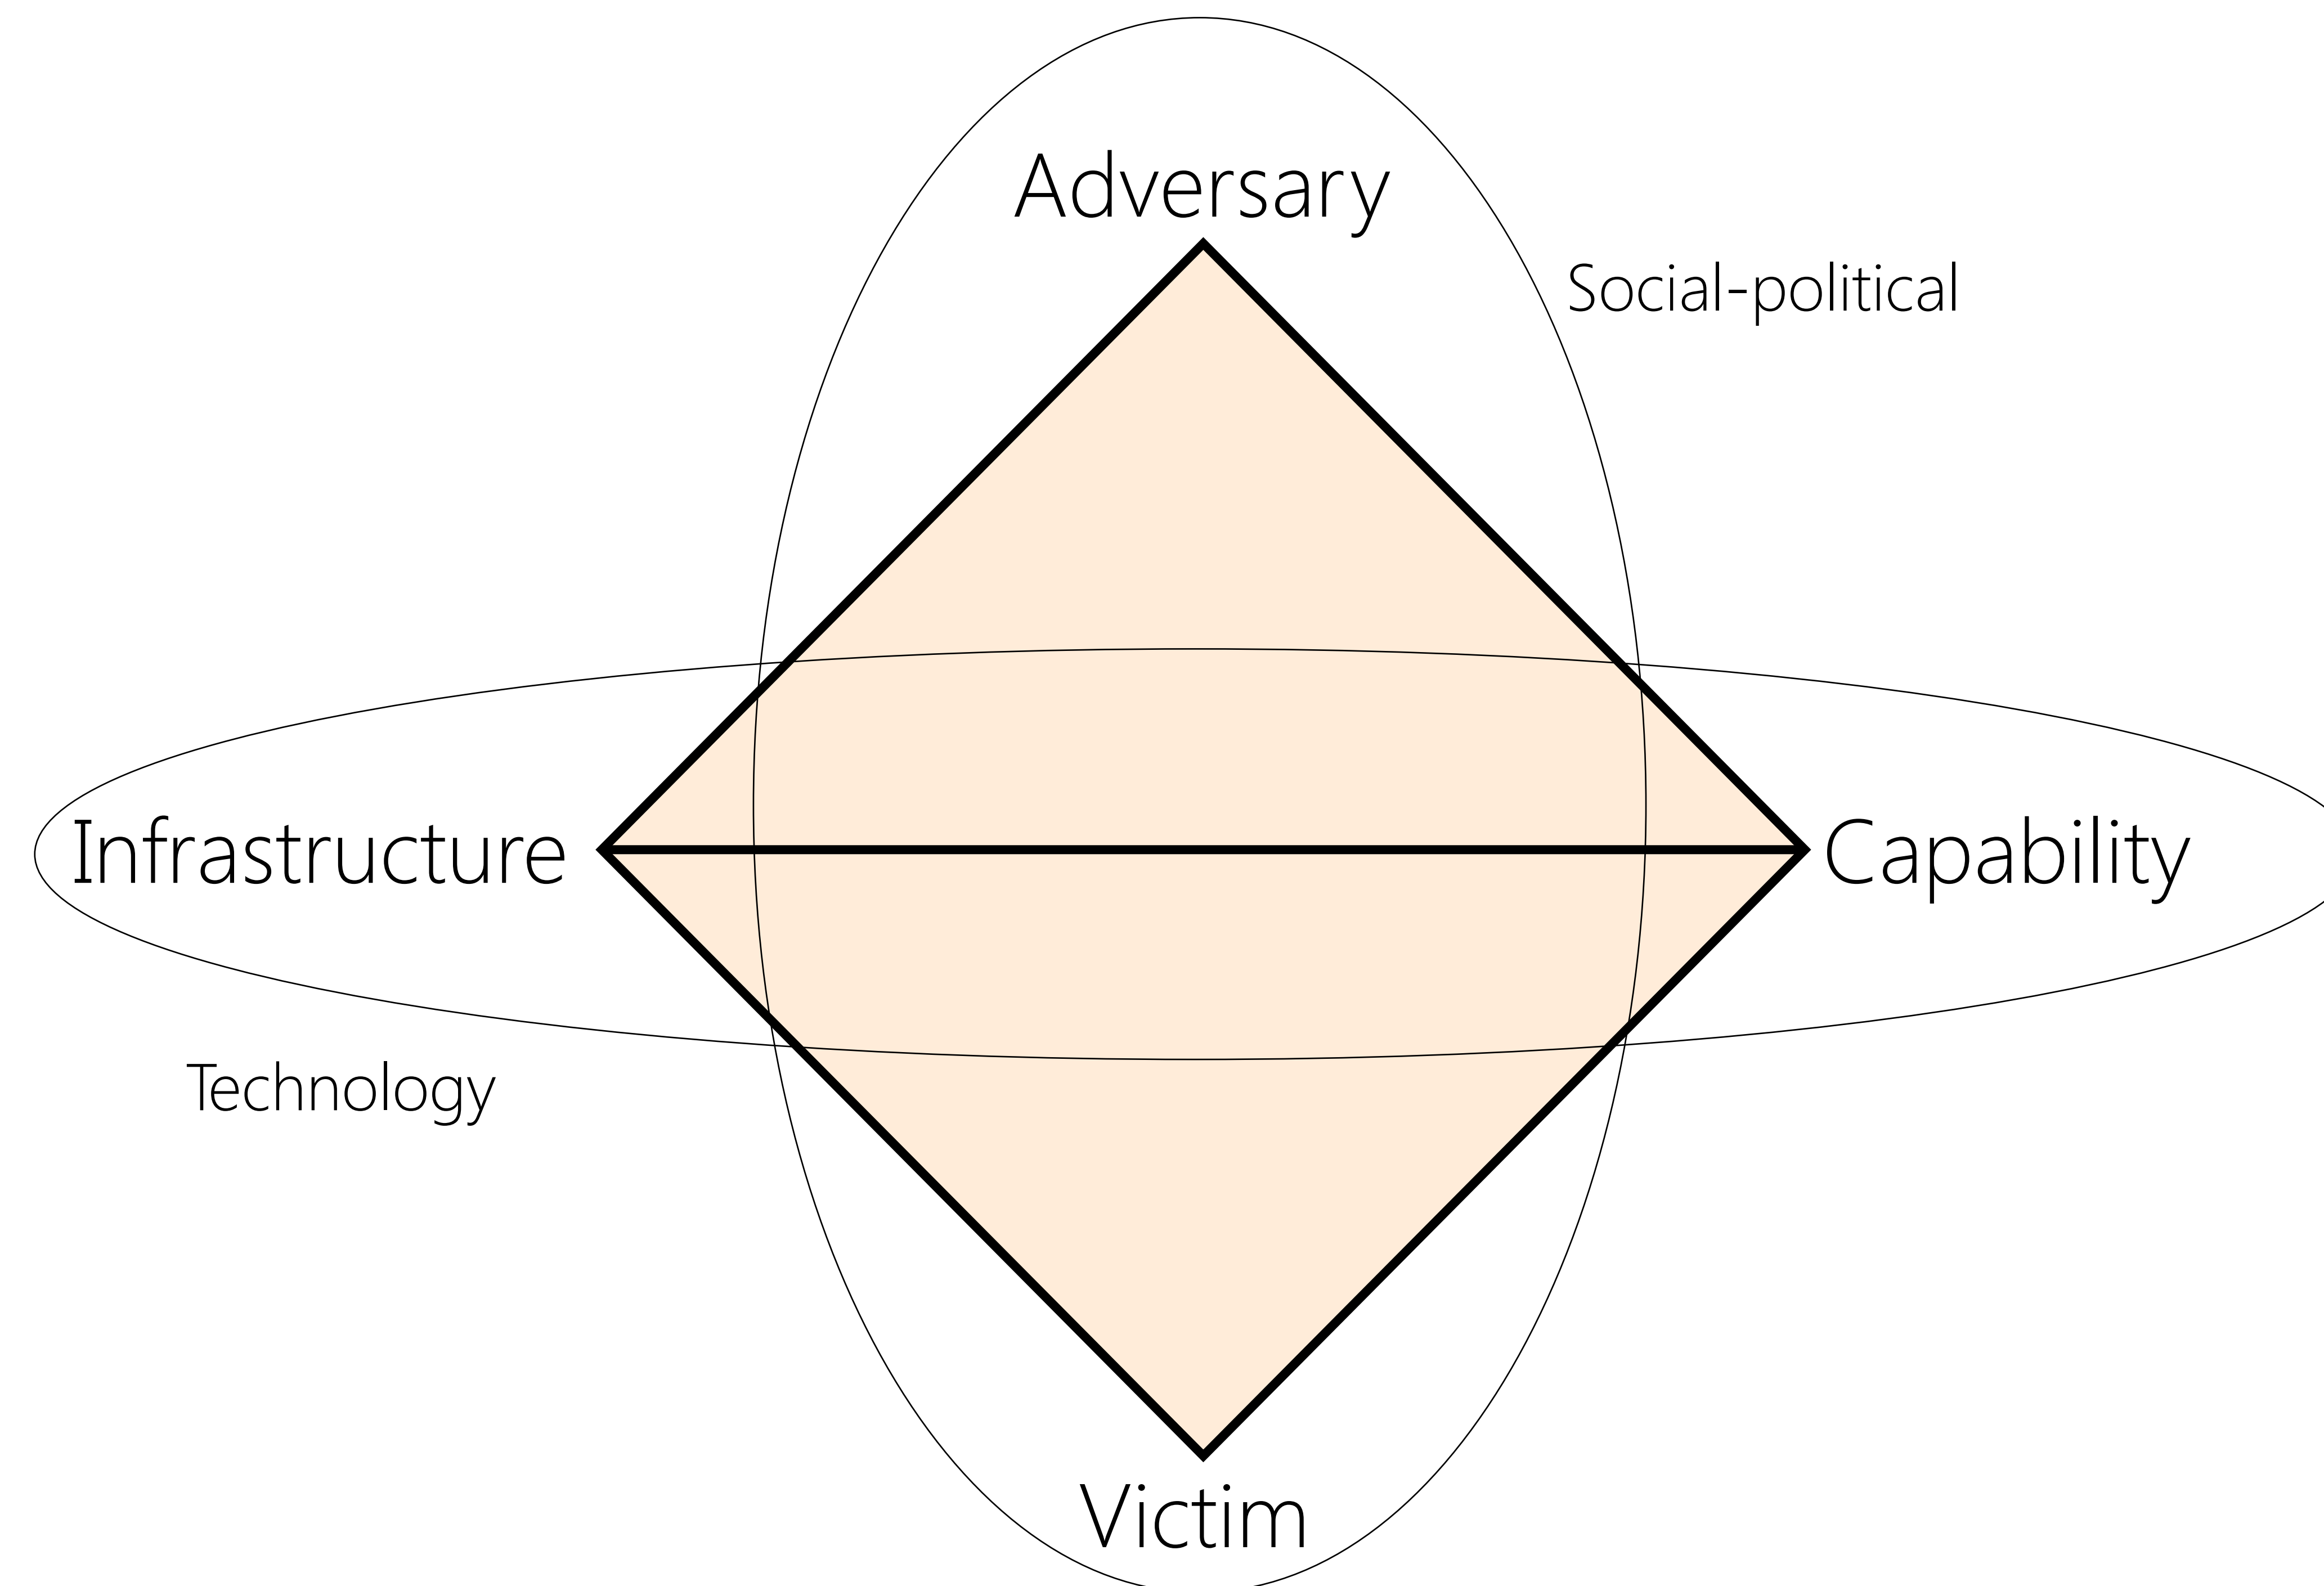 Adversary
Social-political
Infrastructure
Capability
Technology
Victim